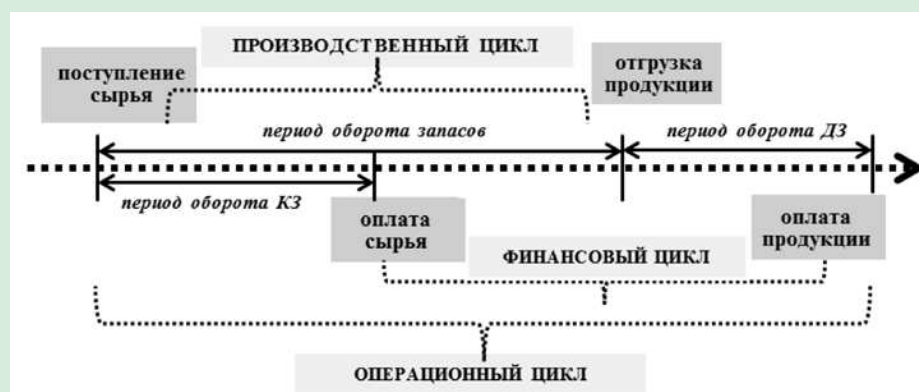 ПРОИЗВОДСТВЕННЫЙ ЦИКЛ
поступление
сырья
отгрузка
продукции
период оборота запасов
период оборота ДЗ
период оборота КЗ
оплата
сырья
оплата
продукции
ФИНАНСОВЫЙ ЦИКЛ
ОПЕРАЦИОННЫЙ ЦИКЛ